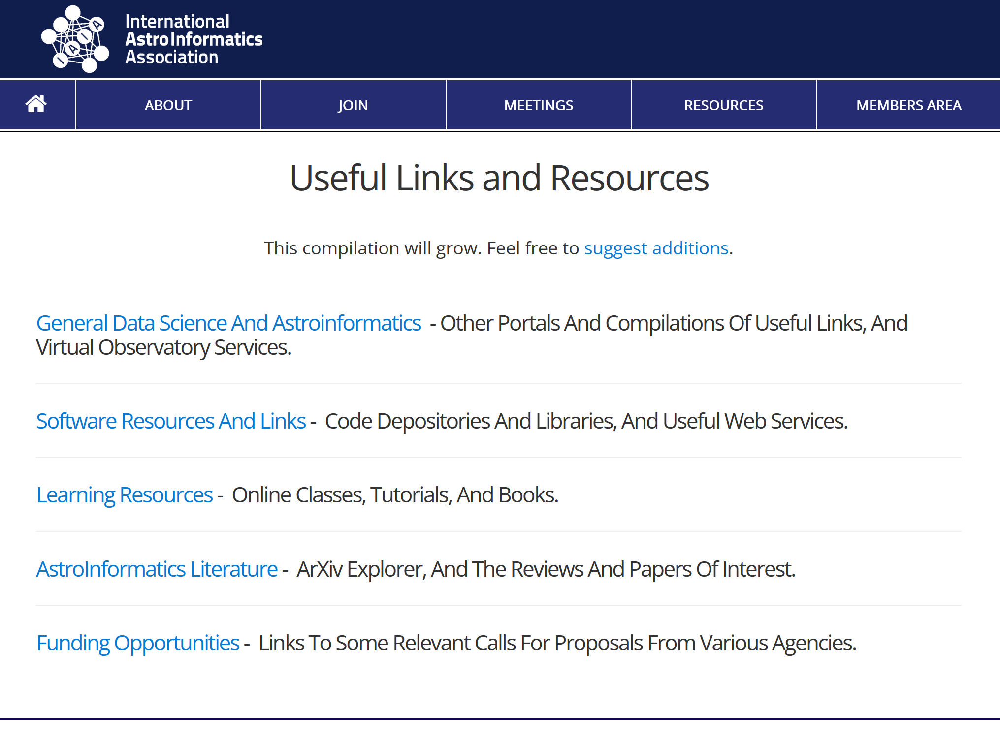 International
AstroInformatics
Association
ABOUT
JOIN
MEETINGS
RESOURCES
MEMBERS AREA
Useful Links and Resources
This compilation will grow. Feel free to suggest additions.
General Data Science And Astroinformatics - Other Portals And Compilations Of Useful Links, And
Virtual Observatory Services.
Software Resources And Links - Code Depositories And Libraries, And Useful Web Services.
Learning Resources - Online Classes, Tutorials, And Books.
AstroInformatics Literature - ArXiv Explorer, And The Reviews And Papers Of Interest.
Funding Opportunities - Links To Some Relevant Calls For Proposals From Various Agencies.